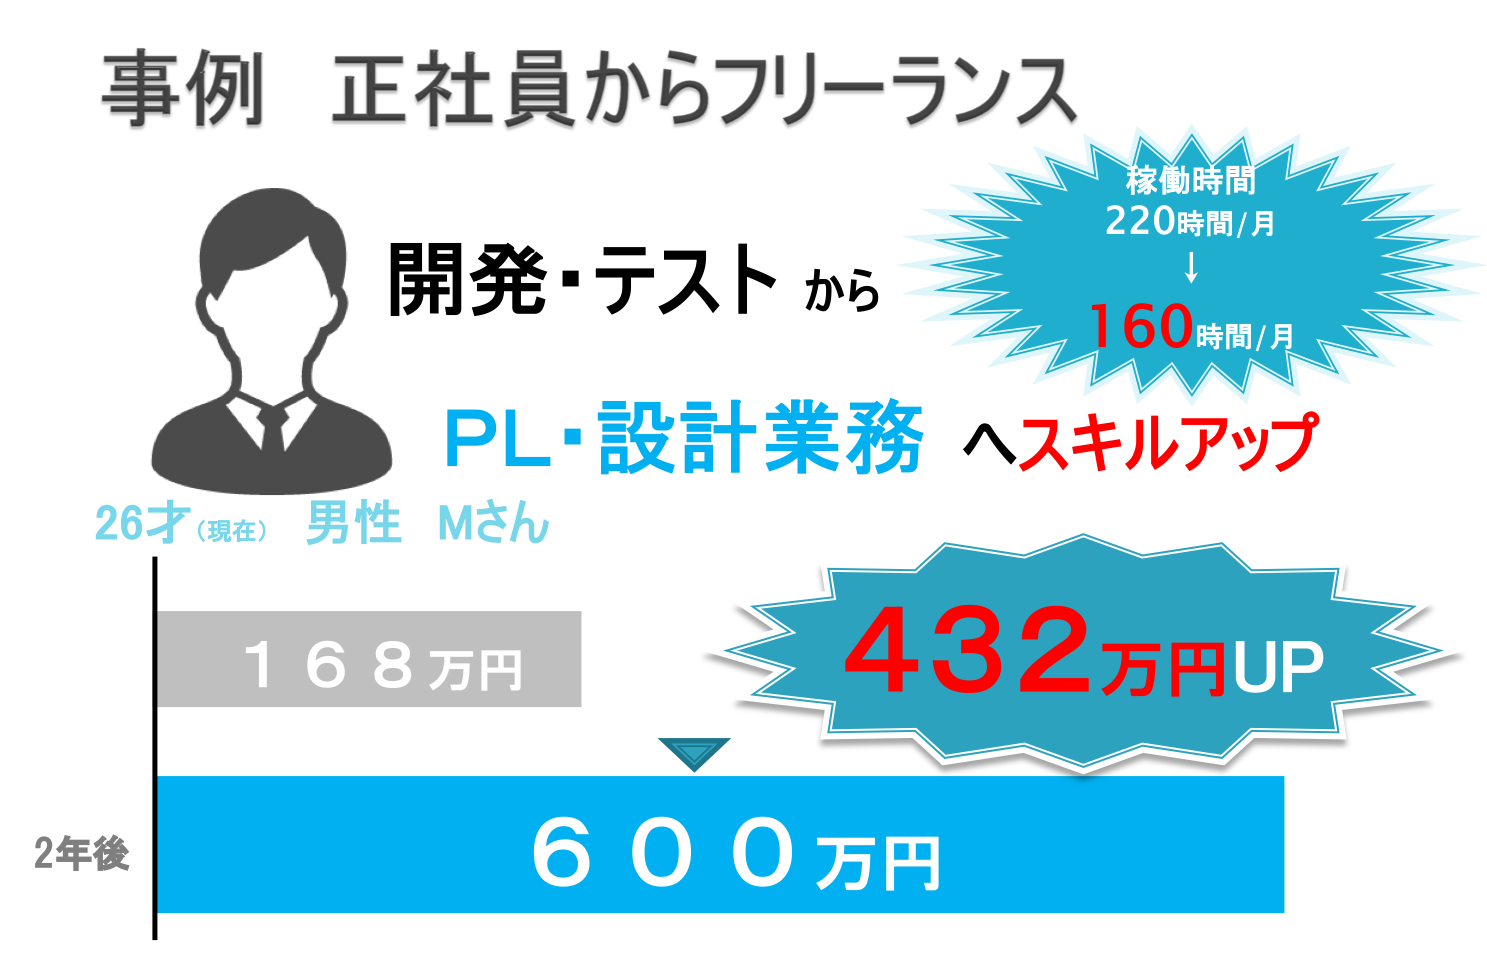 事例　正社員からフリーランス
稼働時間
220時間/月
↓
160時間/月
開発・テスト から
ＰＬ・設計業務 へスキルアップ
26才（現在）　男性　Mさん
１６８万円
４３２万円UP
2年後
６００万円